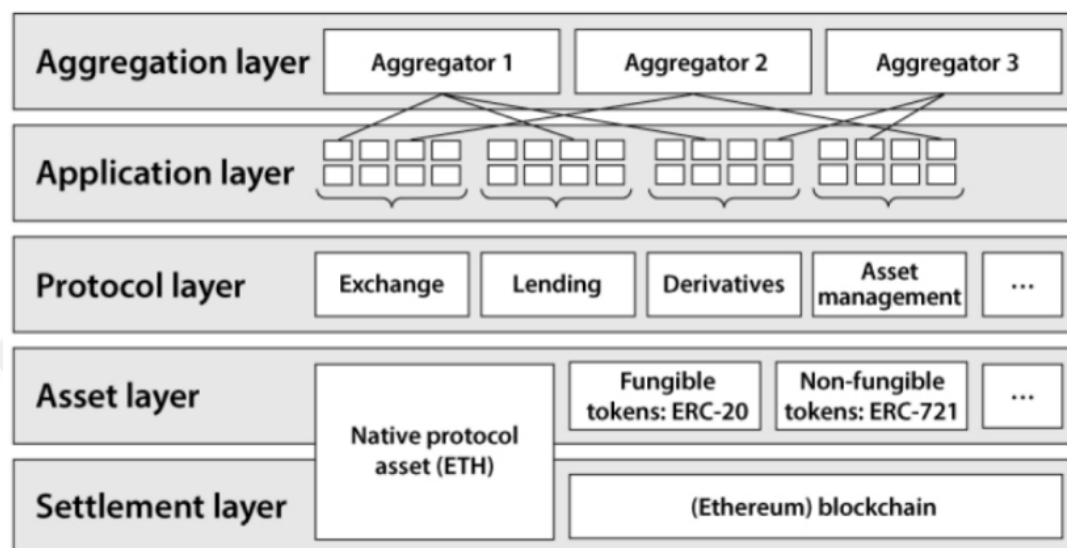 Aggregation layer
Aggregator 1
Aggregator 2
Aggregator 3
Application layer
Protocol layer
Exchange
Lending
Derivatives
Asset
management
...
Asset layer
Native protocol
asset (ETH)
Fungible
tokens: ERC-20
Non-fungible
tokens: ERC-721
...
Settlement layer
(Ethereum) blockchain